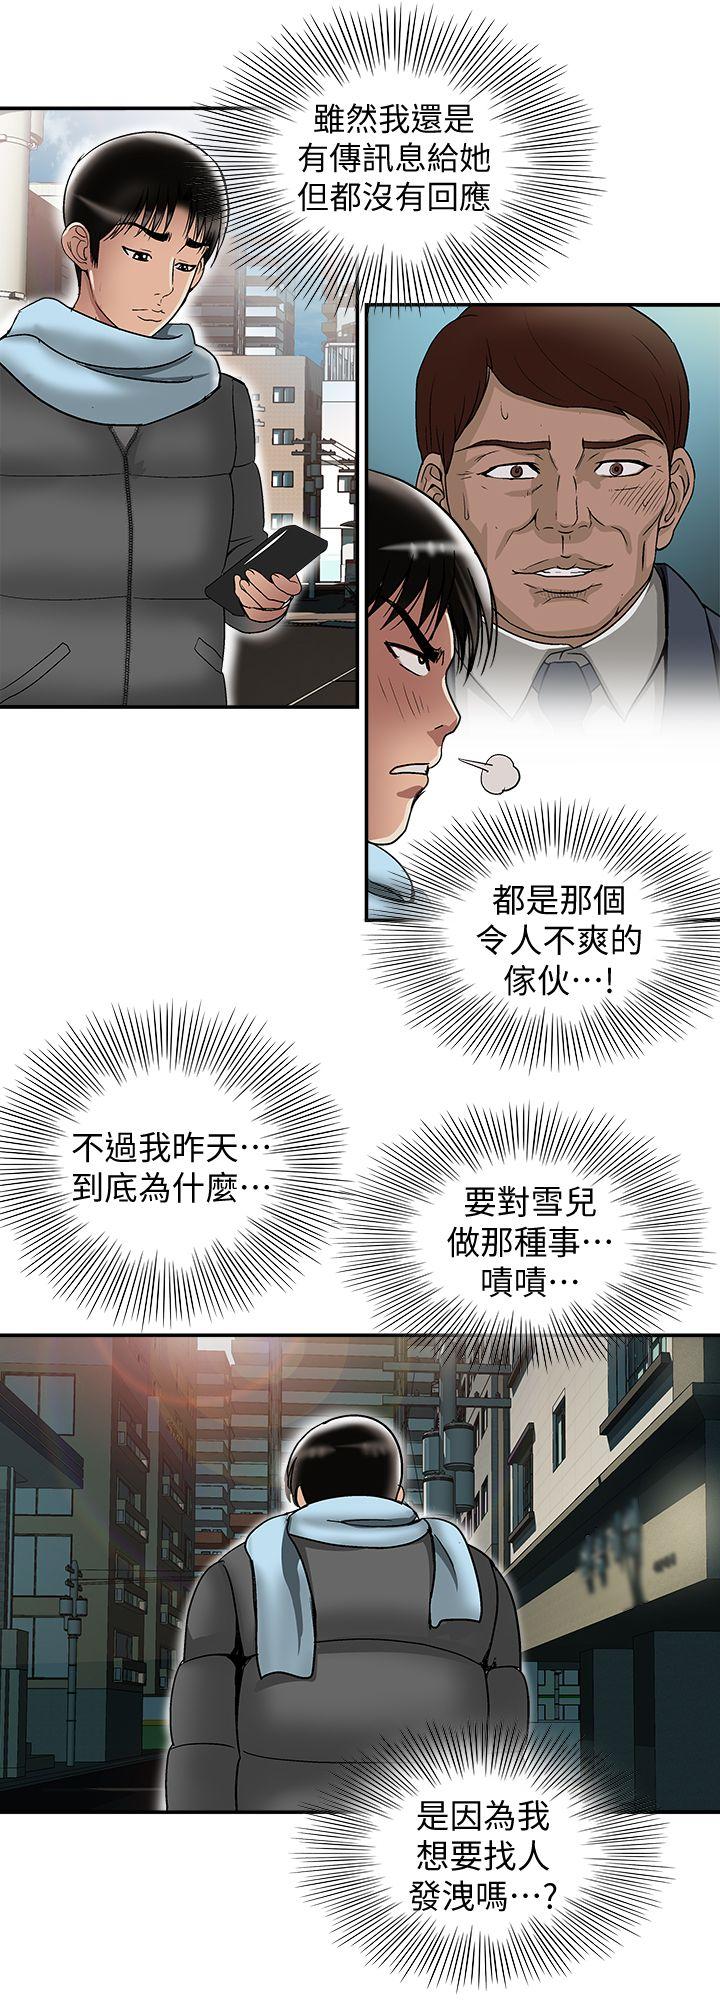 雖然我還是
有傳訊息給她
但都沒有回應
都是那個
令人不爽的
傢伙…!
不過我昨天…
到底為什麼…
要對雪兒
做那種事…
嘖嘖…
是因為我
想要找人
發洩嗎…?